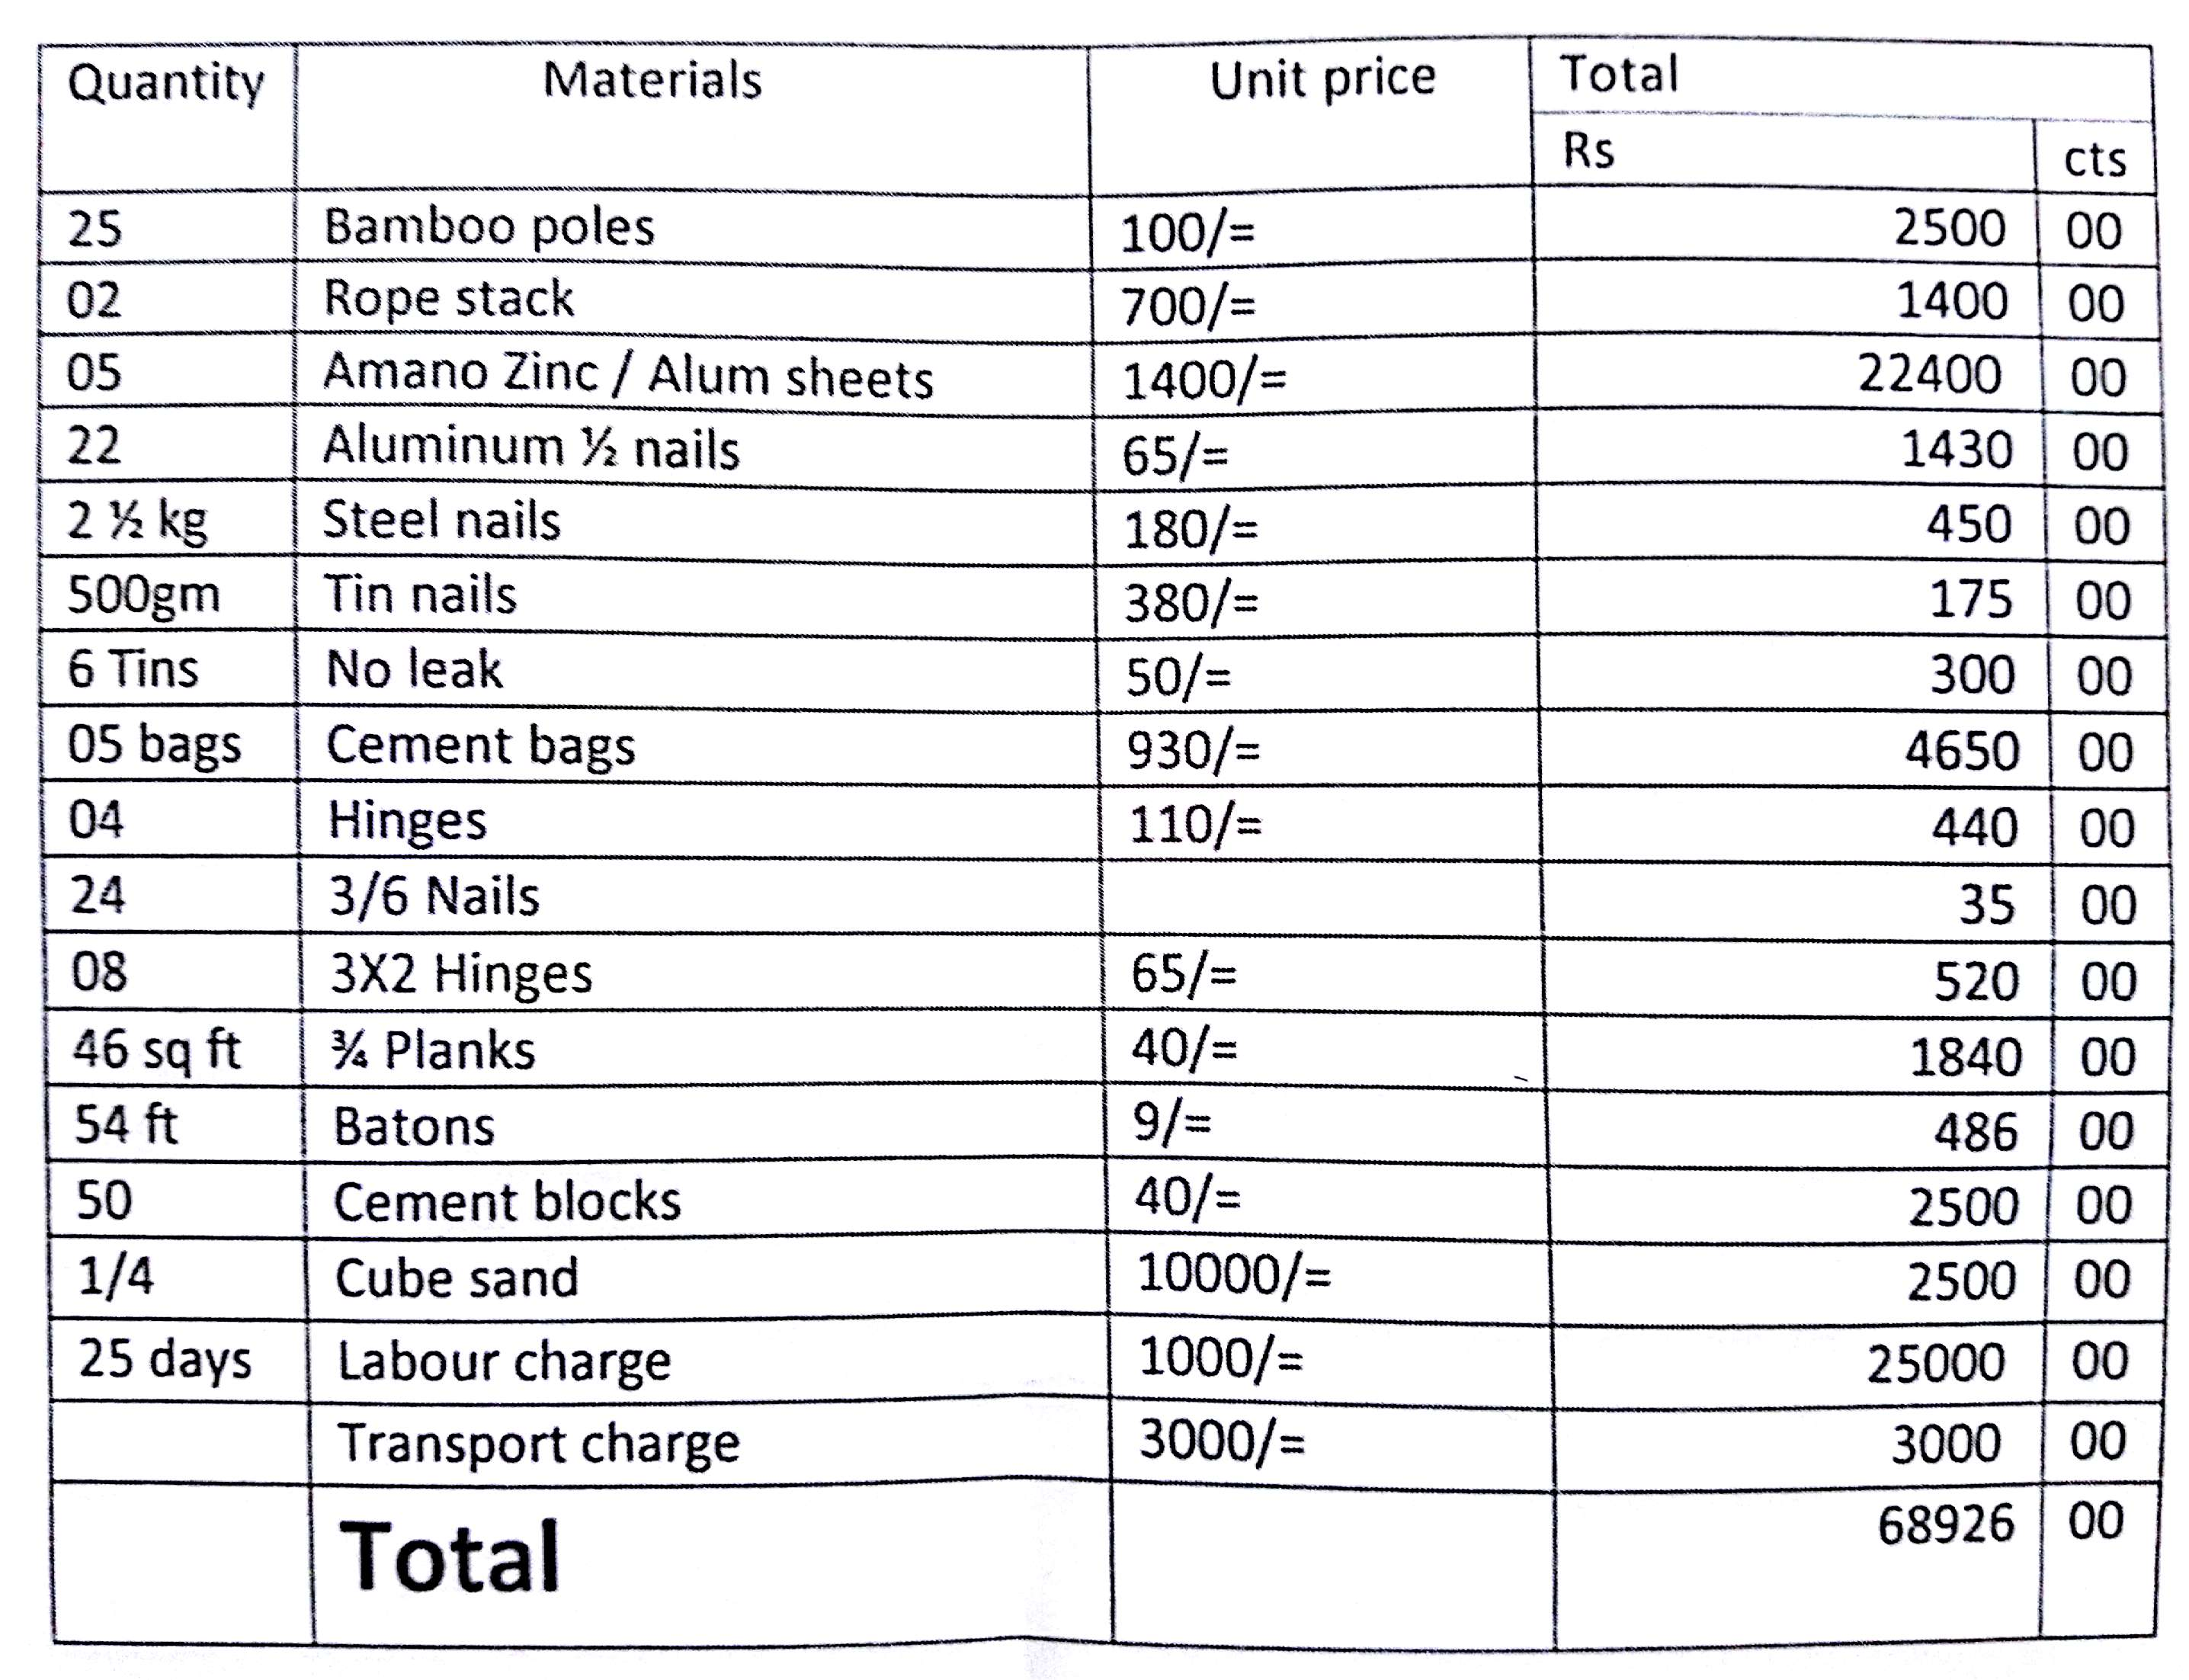 Quantity Materials Unit price Total
Rs cts
25 Bamboo poles 100/= 2500 00
02 Rope stack 700/= 1400 00
05 Amano Zinc / Alum sheets 1400/= 22400 00
22 Aluminum ½ nails 65/= 1430 00
2 ½ kg Steel nails 180/= 450 00
500gm Tin nails 380/= 175 00
6 Tins No leak 50/= 300 00
05 bags Cement bags 930/= 4650 00
04 Hinges 110/= 440 00
24 3/6 Nails 35 00
08 3X2 Hinges 65/= 520 00
46 sq ft ¾ Planks 40/= 1840 00
54 ft Batons 9/= 486 00
50 Cement blocks 40/= 2500 00
1/4 Cube sand 10000/= 2500 00
25 days Labour charge 1000/= 25000 00
Transport charge 3000/= 3000 00
Total 68926 00